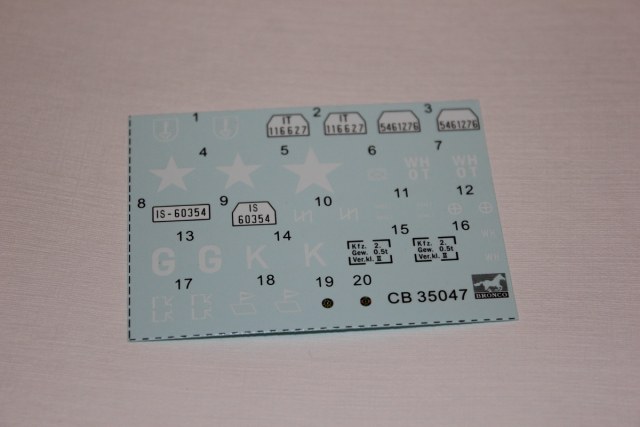 1 2 3
IT
116627
IT
116627
5461276
5461276
4 5 6 7
WH
OT
WH
OT
8 9 10 11 12
IS-60354
IS
60354
13 14 15 16
G G K K
Kfz. 2.
Gew. 0.5t
Ver.kl. II
Kfz. 2.
Gew. 0.5t
Ver.kl. II
17 18 19 20
CB 35047
BRONCO